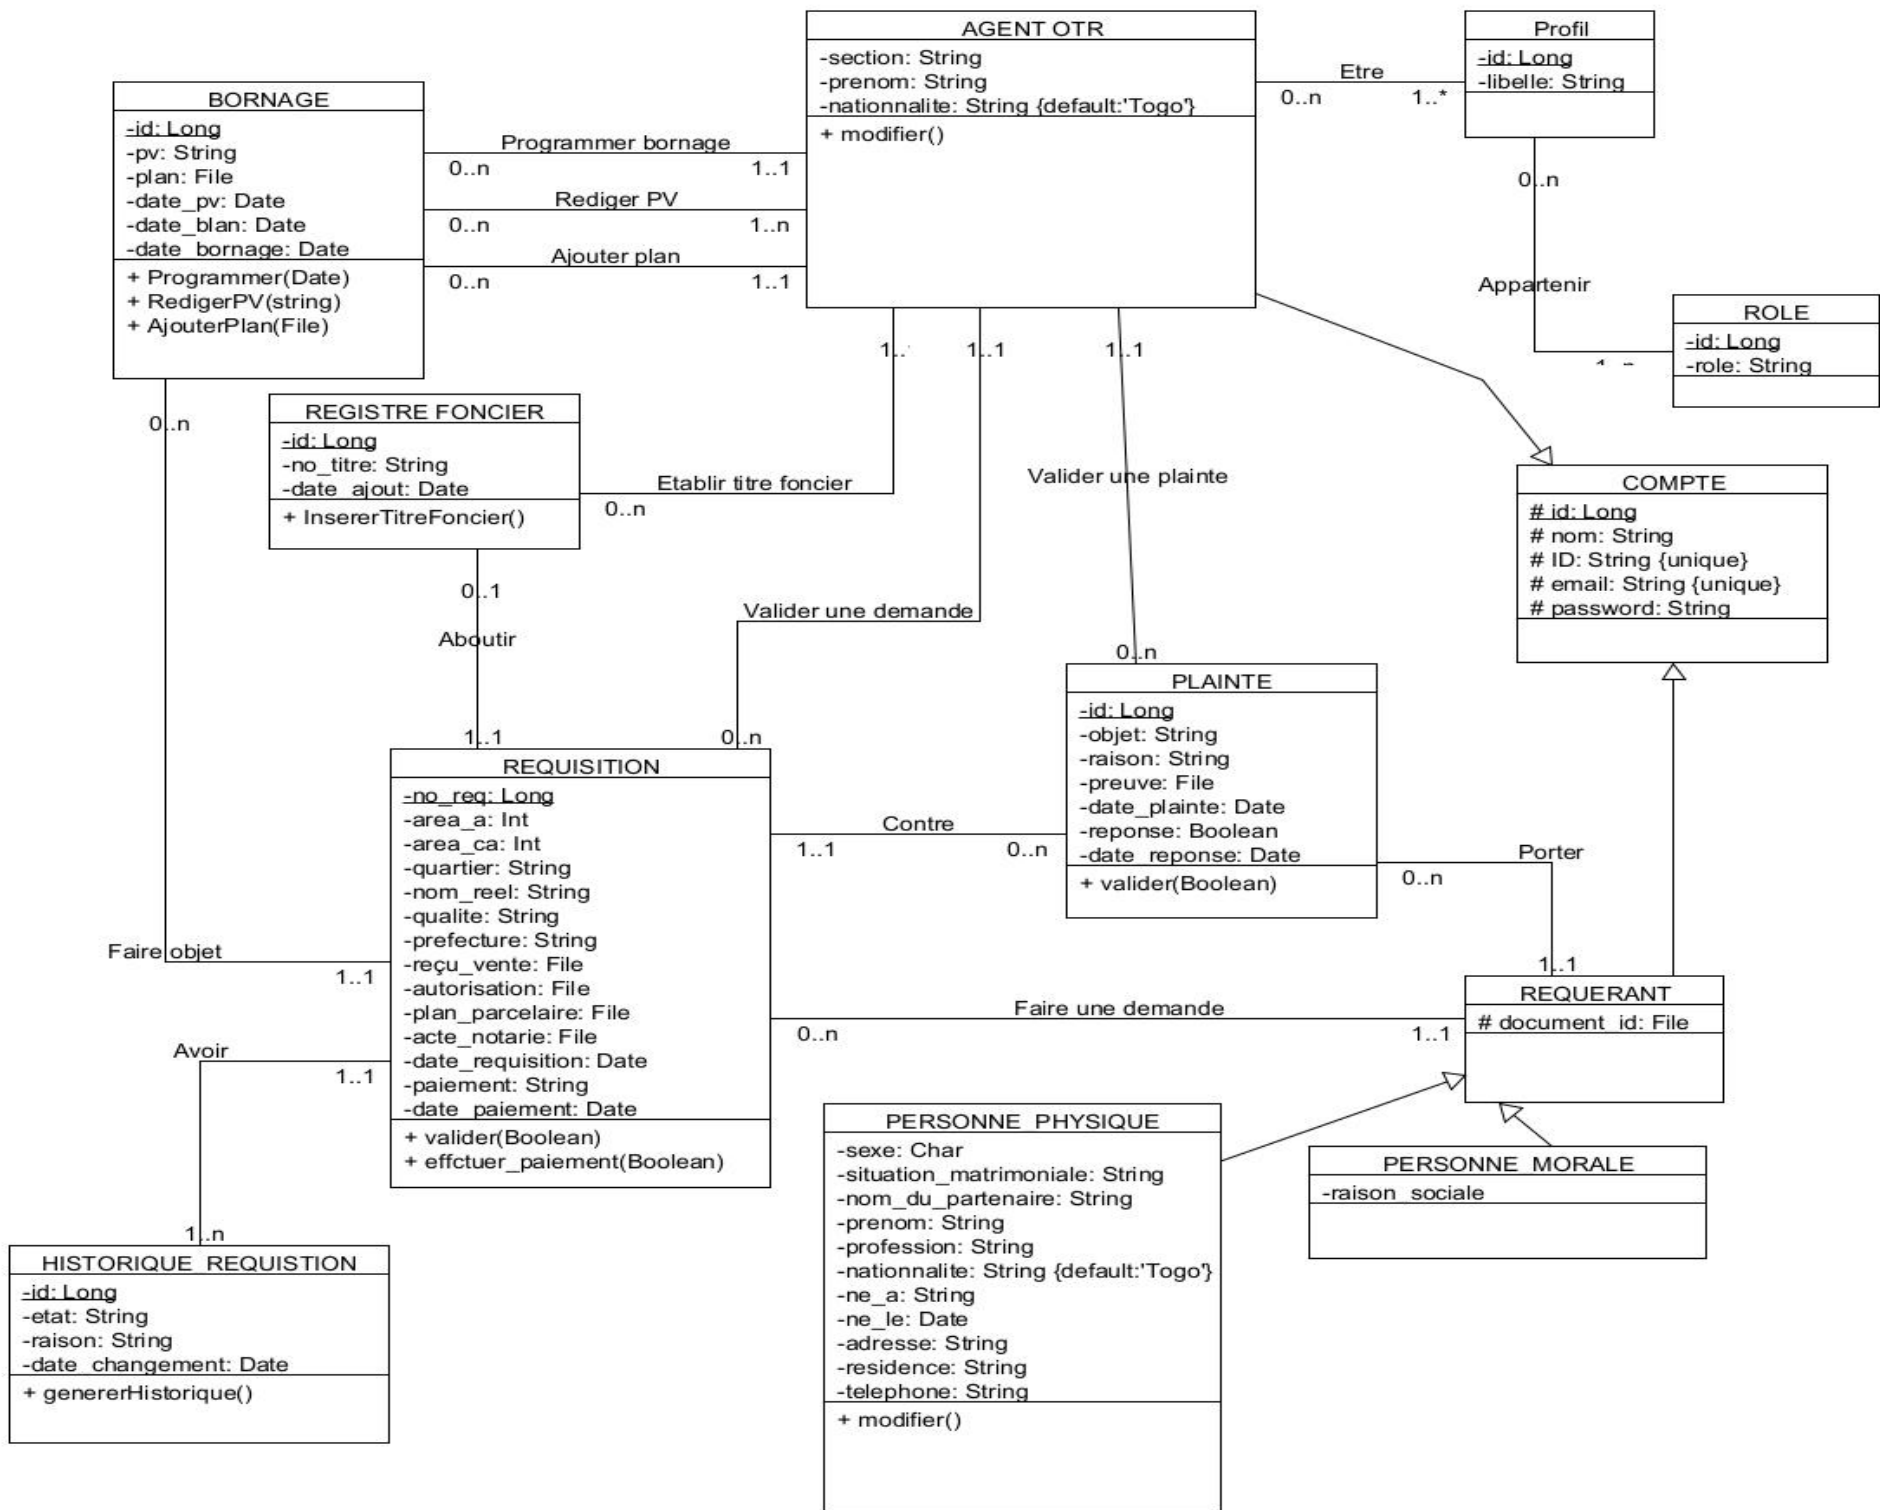 AGENT OTR
-section: String
-prenom: String
-nationnalite: String {default:'Togo'}
+ modifier()
Profil
-id: Long
-libelle: String
Etre
0..n
1..*
BORNAGE
-id: Long
-pv: String
-plan: File
-date_pv: Date
-date_blan: Date
-date_bornage: Date
+ Programmer(Date)
+ RedigerPV(string)
+ AjouterPlan(File)
Programmer bornage
0..n
1..1
Rediger PV
0..n
1..n
Ajouter plan
0..n
1..1
0..n
Appartenir
ROLE
-id: Long
-role: String
1..1
1..1
0..n
REGISTRE FONCIER
-id: Long
-no_titre: String
-date_ajout: Date
+ InsererTitreFoncier()
Etablir titre foncier
0..n
Valider une plainte
COMPTE
# id: Long
# nom: String
# ID: String {unique}
# email: String {unique}
# password: String
0..1
Aboutir
1..1
Valider une demande
0..n
0..n
PLAINTE
-id: Long
-objet: String
-raison: String
-preuve: File
-date_plainte: Date
-reponse: Boolean
-date_reponse: Date
+ valider(Boolean)
REQUISITION
-no_req: Long
-area_a: Int
-area_ca: Int
-quartier: String
-nom_reel: String
-qualite: String
-prefecture: String
-reçu_vente: File
-autorisation: File
-plan_parcelaire: File
-acte_notarie: File
-date_requisition: Date
-paiement: String
-date_paiement: Date
+ valider(Boolean)
+ effctuer_paiement(Boolean)
Contre
1..1
0..n
Porter
0..n
1..1
Faire objet
1..1
REQUERANT
# document_id: File
Faire une demande
0..n
1..1
Avoir
1..1
1..n
PERSONNE_PHYSIQUE
-sexe: Char
-situation_matrimoniale: String
-nom_du_partenaire: String
-prenom: String
-profession: String
-nationnalite: String {default:'Togo'}
-ne_a: String
-ne_le: Date
-adresse: String
-residence: String
-telephone: String
+ modifier()
PERSONNE_MORALE
-raison_sociale
HISTORIQUE_REQUISTION
-id: Long
-etat: String
-raison: String
-date_changement: Date
+ genererHistorique()